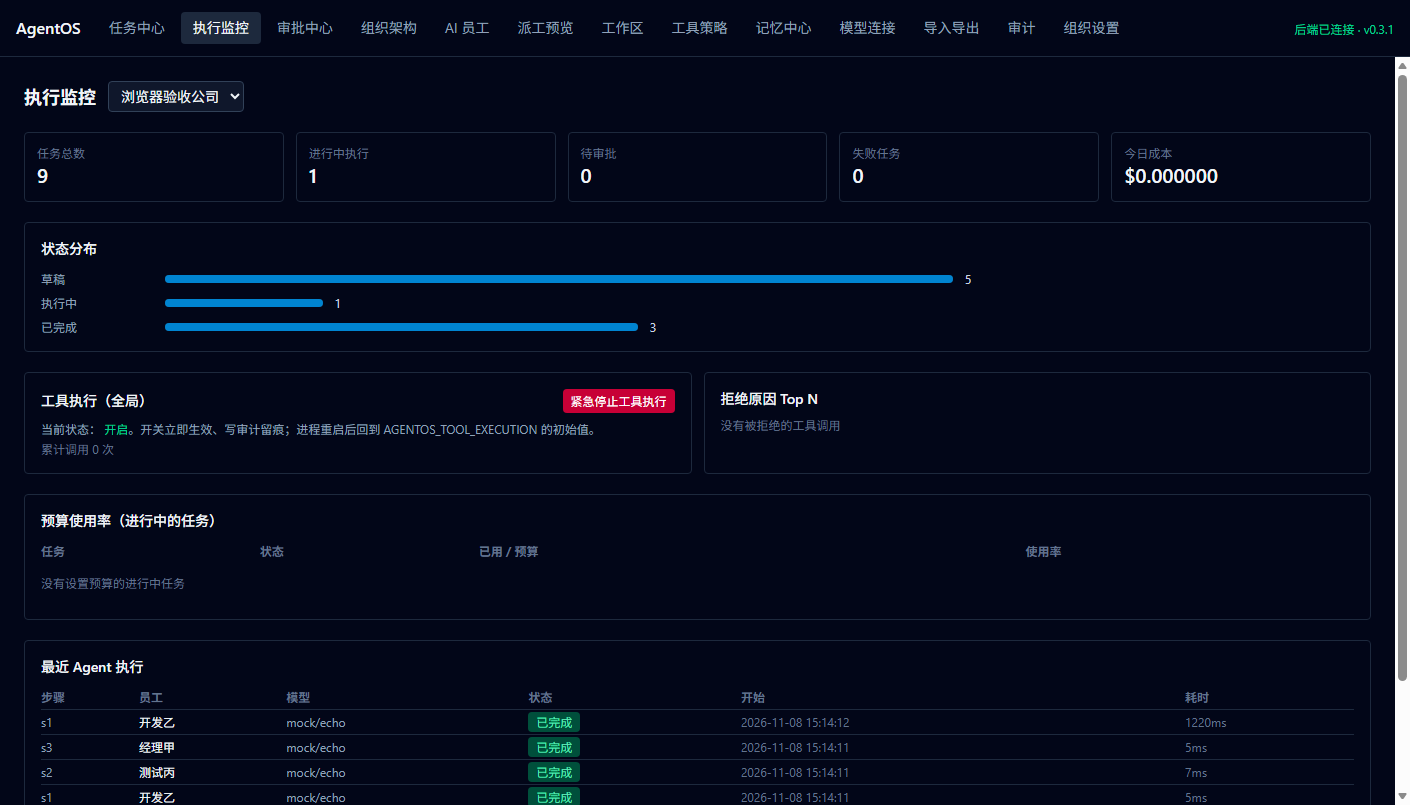 AgentOS 任务中心 执行监控 审批中心 组织架构 AI 员工 派工预览 工作区 工具策略 记忆中心 模型连接 导入导出 审计 组织设置 后端已连接 · v0.3.1
执行监控 浏览器验收公司
任务总数 进行中执行 待审批 失败任务 今日成本
9 1 0 0 $0.000000
状态分布
草稿 5
执行中 1
已完成 3
工具执行（全局） 紧急停止工具执行
当前状态： 开启。开关立即生效、写审计留痕；进程重启后回到 AGENTOS_TOOL_EXECUTION 的初始值。
累计调用 0 次
拒绝原因 Top N
没有被拒绝的工具调用
预算使用率（进行中的任务）
任务 状态 已用 / 预算 使用率
没有设置预算的进行中任务
最近 Agent 执行
步骤 员工 模型 状态 开始 耗时
s1 开发乙 mock/echo 已完成 2026-11-08 15:14:12 1220ms
s3 经理甲 mock/echo 已完成 2026-11-08 15:14:11 5ms
s2 测试丙 mock/echo 已完成 2026-11-08 15:14:11 7ms
s1 开发乙 mock/echo 已完成 2026-11-08 15:14:11 5ms